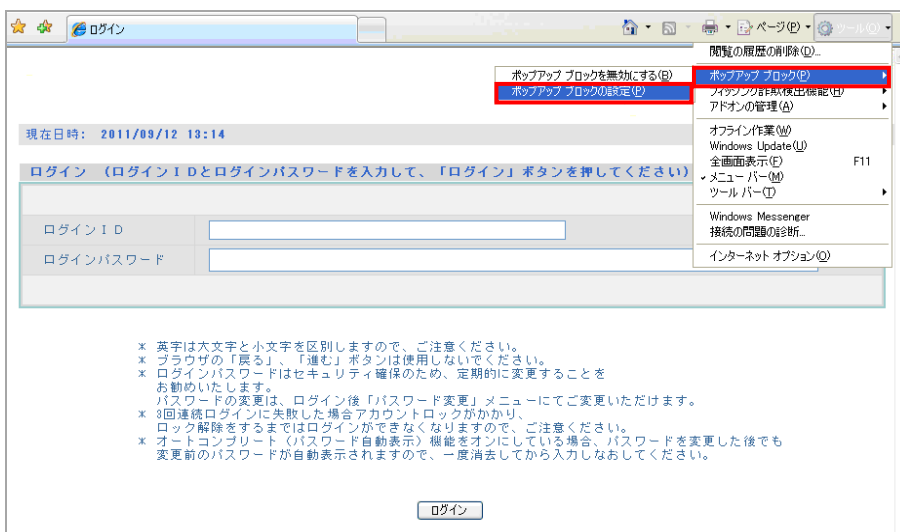 ログイン
ページ(P)
ツール(O)
閲覧の履歴の削除(D)...
ポップアップ ブロックを無効にする(B)
ポップアップ ブロック(P)
ポップアップ ブロックの設定(P)
フィッシング詐欺検出機能(H)
アドオンの管理(A)
現在日時: 2011/09/12 13:14
オフライン作業(W)
Windows Update(U)
全画面表示(F) F11
メニュー バー(M)
ツール バー(T)
ログイン (ログインIDとログインパスワードを入力して、「ログイン」ボタンを押してください)
Windows Messenger
接続の問題の診断...
インターネット オプション(O)
ログインID
ログインパスワード
* 英字は大文字と小文字を区別しますので、ご注意ください。
* ブラウザの「戻る」、「進む」ボタンは使用しないでください。
* ログインパスワードはセキュリティ確保のため、定期的に変更することを
お勧めいたします。
パスワードの変更は、ログイン後「パスワード変更」メニューにてご変更いただけます。
* 3回連続ログインに失敗した場合アカウントロックがかかり、
ロック解除をするまではログインができなくなりますので、ご注意ください。
* オートコンプリート(パスワード自動表示)機能をオンにしている場合、パスワードを変更した後でも
変更前のパスワードが自動表示されますので、一度消去してから入力しなおしてください。
ログイン